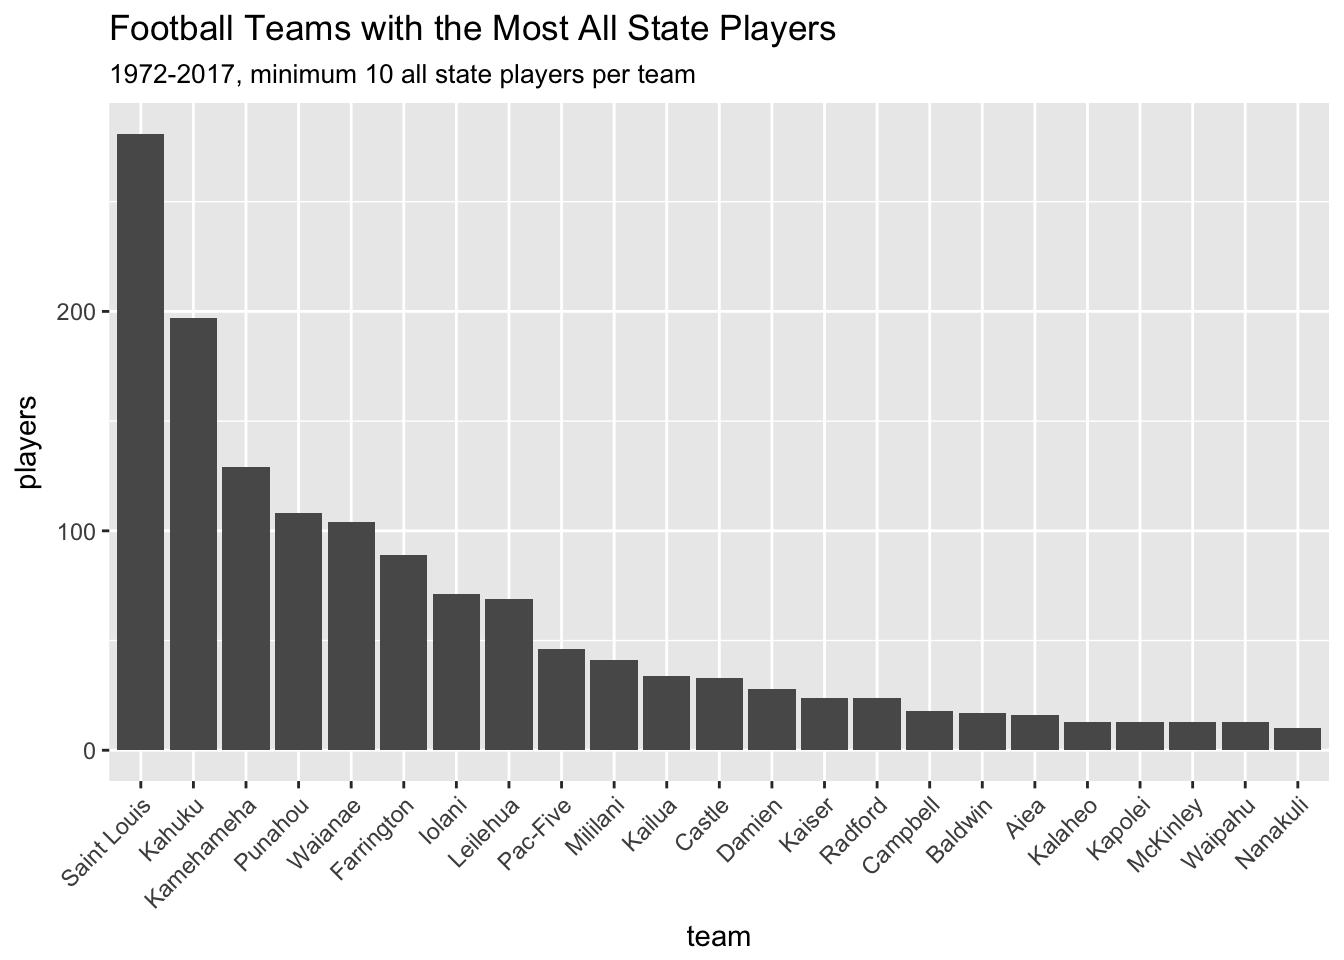 Football Teams with the Most All State Players
1972-2017, minimum 10 all state players per team
players
200
100
0
Saint Louis
Kahuku
Kamehameha
Punahou
Waianae
Farrington
Iolani
Leilehua
Pac-Five
Mililani
Kailua
Castle
Damien
Kaiser
Radford
Campbell
Baldwin
Aiea
Kalaheo
Kapolei
McKinley
Waipahu
Nanakuli
team